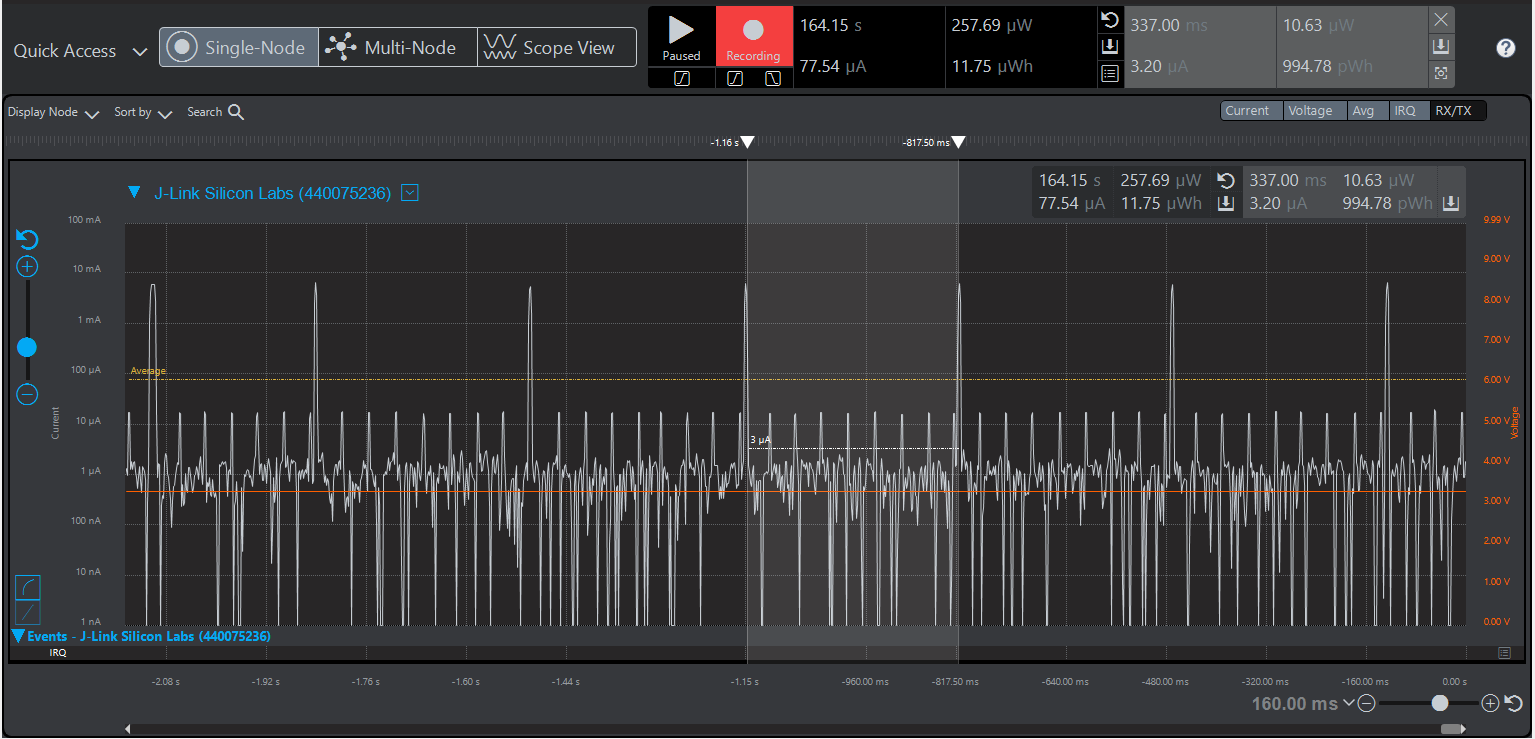 Quick Access
Single-Node
Multi-Node
Scope View
Paused
Recording
164.15 s
257.69 µW
77.54 µA
11.75 µWh
337.00 ms
10.63 µW
3.20 µA
994.78 pWh
?
Display Node
Sort by
Search
Current
Voltage
Avg
IRQ
RX/TX
-1.16 s
-817.50 ms
J-Link Silicon Labs (440075236)
164.15 s
257.69 µW
337.00 ms
10.63 µW
77.54 µA
11.75 µWh
3.20 µA
994.78 pWh
100 mA
10 mA
1 mA
100 µA
10 µA
1 µA
100 nA
10 nA
1 nA
Current
Average
3 µA
9.99 V
9.00 V
8.00 V
7.00 V
6.00 V
5.00 V
4.00 V
3.00 V
2.00 V
1.00 V
0.00 V
Voltage
Events - J-Link Silicon Labs (440075236)
IRQ
-2.08 s
-1.92 s
-1.76 s
-1.60 s
-1.44 s
-1.15 s
-960.00 ms
-817.50 ms
-640.00 ms
-480.00 ms
-320.00 ms
-160.00 ms
0.00 s
160.00 ms